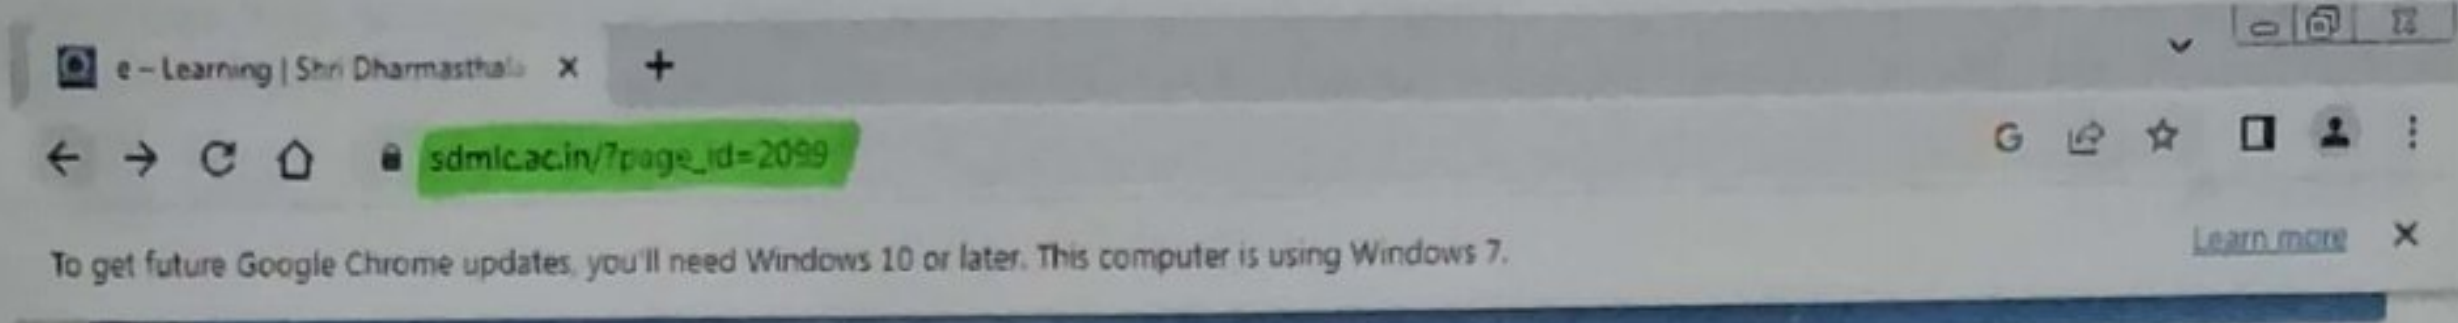 e – Learning | Shri Dharmasthala
sdmlc.ac.in/?page_id=2099
G
To get future Google Chrome updates, you'll need Windows 10 or later. This computer is using Windows 7.
Learn more